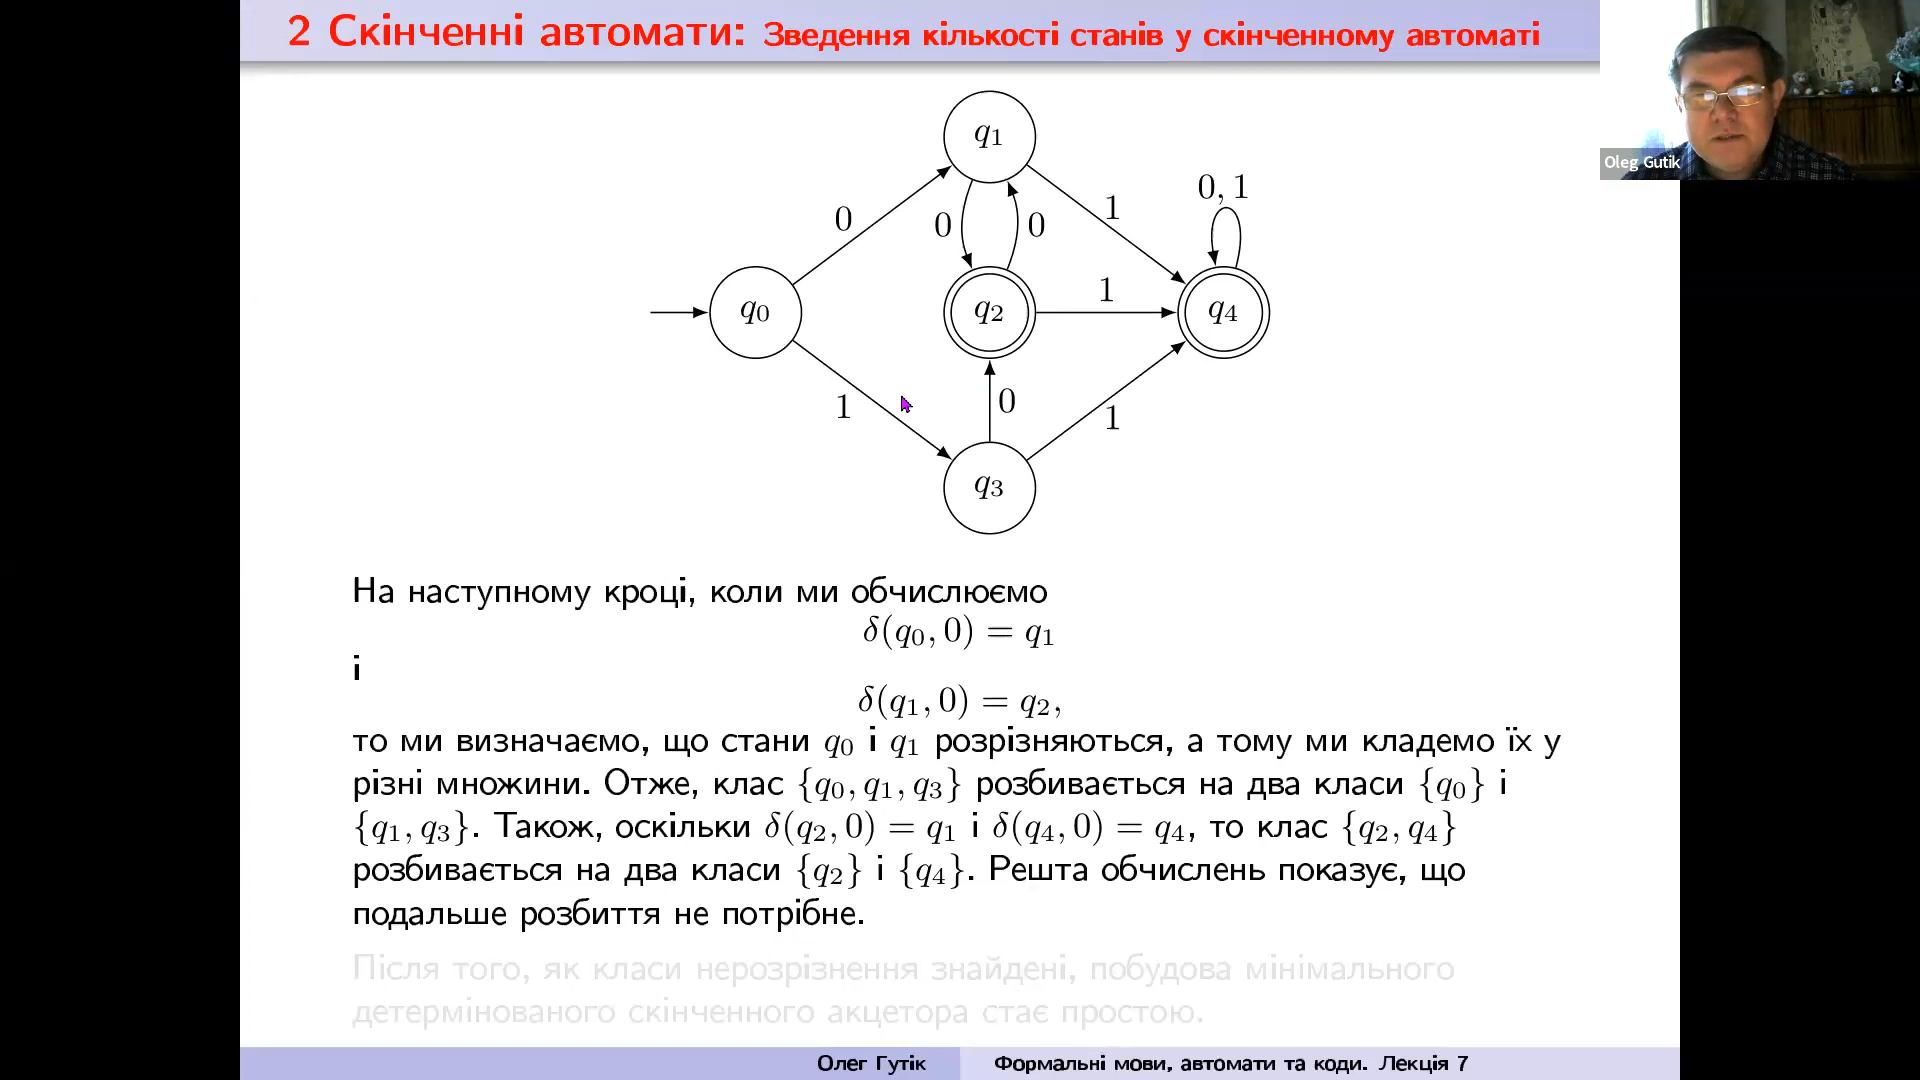 2 Скінченні автомати: Зведення кількості станів у скінченному автоматі
Oleg Gutik
q1
0, 1
0
0
0
1
q0
q2
1
q4
1
0
1
q3
На наступному кроці, коли ми обчислюємо
δ(q0, 0) = q1
і
δ(q1, 0) = q2,
то ми визначаємо, що стани q0 і q1 розрізняються, а тому ми кладемо їх у
різні множини. Отже, клас {q0, q1, q3} розбивається на два класи {q0} і
{q1, q3}. Також, оскільки δ(q2, 0) = q1 і δ(q4, 0) = q4, то клас {q2, q4}
розбивається на два класи {q2} і {q4}. Решта обчислень показує, що
подальше розбиття не потрібне.
Після того, як класи нерозрізнення знайдені, побудова мінімального
детермінованого скінченного акцетора стає простою.
Олег Гутік
Формальні мови, автомати та коди. Лекція 7